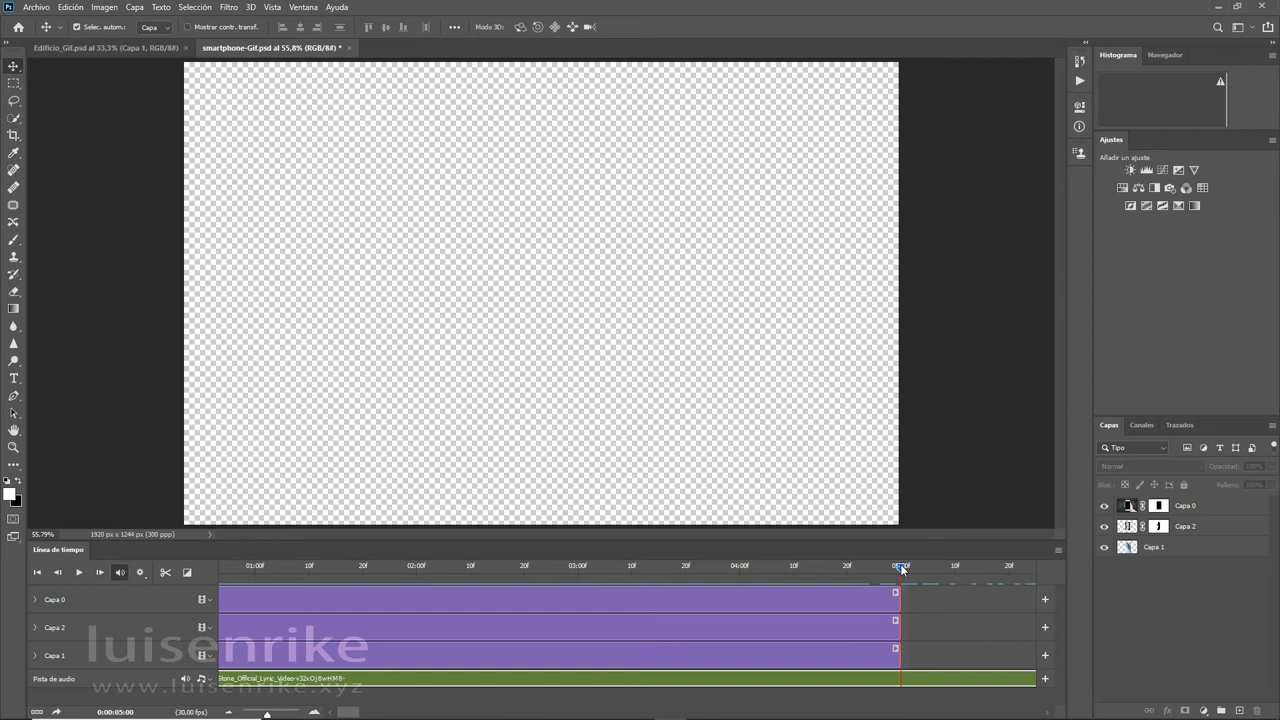 Ps Archivo Edición Imagen Capa Texto Selección Filtro 3D Vista Ventana Ayuda
Selec. autom.: Capa Mostrar contr. transf. Modo 3D:
Edificio_Gif.psd al 33,3% (Capa 1, RGB/8#) × smartphone-Gif.psd al 55,8% (RGB/8#) * ×
Histograma Navegador
Ajustes
Añadir un ajuste
Capas Canales Trazados
Tipo
Normal Opacidad: 100%
Bloq.: Relleno: 100%
Capa 0
Capa 2
Capa 1
55,79% 1920 px x 1244 px (300 ppp)
Línea de tiempo
01:00f 10f 20f 02:00f 10f 20f 03:00f 10f 20f 04:00f 10f 20f 10f 20f
Capa 0
Capa 2
Capa 1
luisenrike
Pista de audio Stone_Official_Lyric_Video-v32xOj8wHM8-
www.luisenrike.xyz
0:00:05:00 (30,00 fps)